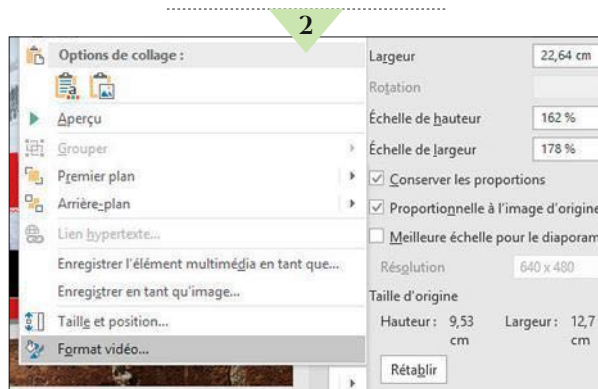 2
Options de collage :
Aperçu
Grouper
Premier plan
Arrière-plan
Lien hypertexte...
Enregistrer l'élément multimédia en tant que...
Enregistrer en tant qu'image...
Taille et position...
Format vidéo...
Largeur 22,64 cm
Rotation
Échelle de hauteur 162 %
Échelle de largeur 178 %
Conserver les proportions
Proportionnelle à l'image d'origine
Meilleure échelle pour le diaporam
Résolution 640 x 480
Taille d'origine
Hauteur : 9,53 cm Largeur : 12,7 cm
Rétablir